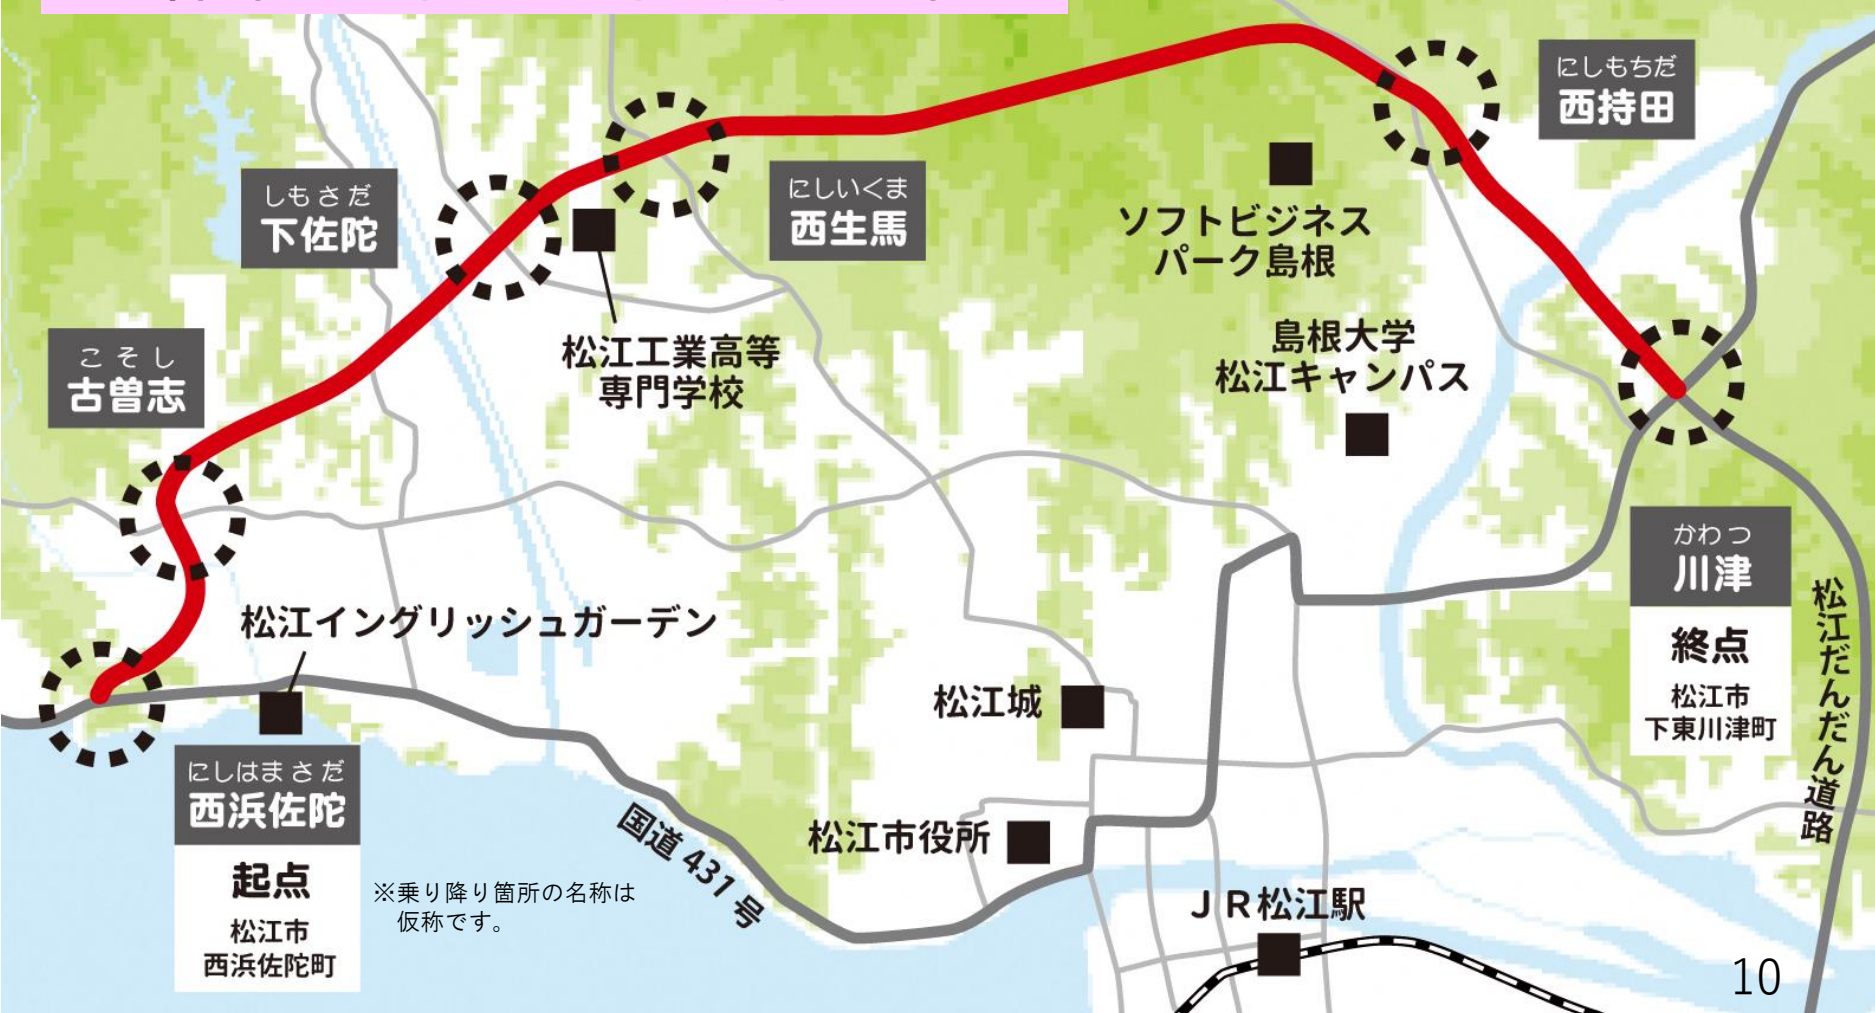 にしもちだ
西持田
しもさだ
下佐陀
にしいくま
西生馬
ソフトビジネス
パーク島根
こそし
古曽志
松江工業高等
専門学校
島根大学
松江キャンパス
かわつ
川津
終点
松江市
下東川津町
松江だんだん道路
松江イングリッシュガーデン
松江城
にしはまさだ
西浜佐陀
起点
松江市
西浜佐陀町
※乗り降り箇所の名称は
仮称です。
国道431号
松江市役所
ＪＲ松江駅
10